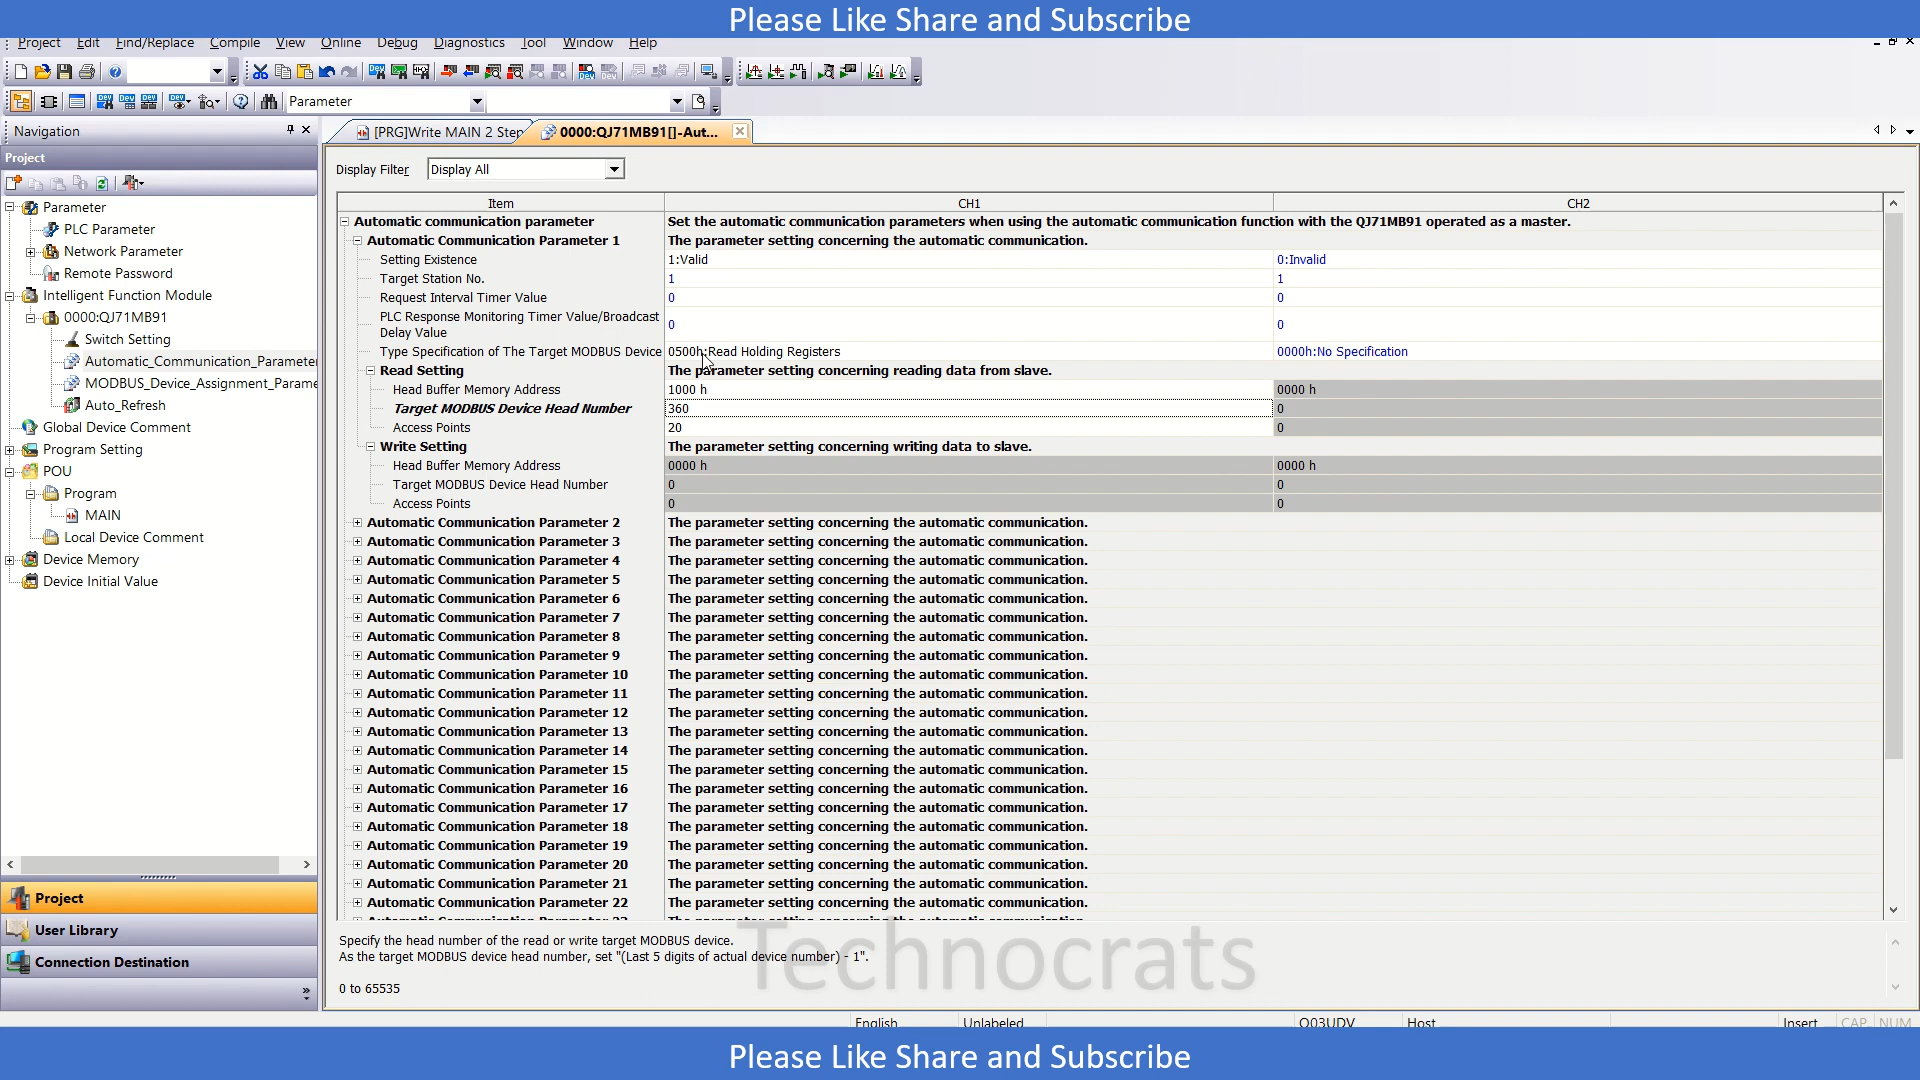 Please Like Share and Subscribe
Project Edit Find/Replace Compile View Online Debug Diagnostics Tool Window Help
Parameter
Navigation
[PRG]Write MAIN 2 Step
0000:QJ71MB91[]-Aut...
Project
Display Filter Display All
Parameter
PLC Parameter
Network Parameter
Remote Password
Intelligent Function Module
0000:QJ71MB91
Switch Setting
Automatic_Communication_Parameter
MODBUS_Device_Assignment_Parame
Auto_Refresh
Global Device Comment
Program Setting
POU
Program
MAIN
Local Device Comment
Device Memory
Device Initial Value
Project
User Library
Connection Destination
Item CH1 CH2
Automatic communication parameter Set the automatic communication parameters when using the automatic communication function with the QJ71MB91 operated as a master.
Automatic Communication Parameter 1 The parameter setting concerning the automatic communication.
Setting Existence 1:Valid 0:Invalid
Target Station No. 1 1
Request Interval Timer Value 0 0
PLC Response Monitoring Timer Value/Broadcast
Delay Value 0 0
Type Specification of The Target MODBUS Device 0500h:Read Holding Registers 0000h:No Specification
Read Setting The parameter setting concerning reading data from slave.
Head Buffer Memory Address 1000 h 0000 h
Target MODBUS Device Head Number 360 0
Access Points 20 0
Write Setting The parameter setting concerning writing data to slave.
Head Buffer Memory Address 0000 h 0000 h
Target MODBUS Device Head Number 0 0
Access Points 0 0
Automatic Communication Parameter 2 The parameter setting concerning the automatic communication.
Automatic Communication Parameter 3 The parameter setting concerning the automatic communication.
Automatic Communication Parameter 4 The parameter setting concerning the automatic communication.
Automatic Communication Parameter 5 The parameter setting concerning the automatic communication.
Automatic Communication Parameter 6 The parameter setting concerning the automatic communication.
Automatic Communication Parameter 7 The parameter setting concerning the automatic communication.
Automatic Communication Parameter 8 The parameter setting concerning the automatic communication.
Automatic Communication Parameter 9 The parameter setting concerning the automatic communication.
Automatic Communication Parameter 10 The parameter setting concerning the automatic communication.
Automatic Communication Parameter 11 The parameter setting concerning the automatic communication.
Automatic Communication Parameter 12 The parameter setting concerning the automatic communication.
Automatic Communication Parameter 13 The parameter setting concerning the automatic communication.
Automatic Communication Parameter 14 The parameter setting concerning the automatic communication.
Automatic Communication Parameter 15 The parameter setting concerning the automatic communication.
Automatic Communication Parameter 16 The parameter setting concerning the automatic communication.
Automatic Communication Parameter 17 The parameter setting concerning the automatic communication.
Automatic Communication Parameter 18 The parameter setting concerning the automatic communication.
Automatic Communication Parameter 19 The parameter setting concerning the automatic communication.
Automatic Communication Parameter 20 The parameter setting concerning the automatic communication.
Automatic Communication Parameter 21 The parameter setting concerning the automatic communication.
Automatic Communication Parameter 22 The parameter setting concerning the automatic communication.
Specify the head number of the read or write target MODBUS device.
As the target MODBUS device head number, set "(Last 5 digits of actual device number) - 1".
0 to 65535
Technocrats
English Unlabeled Q03UDV Host Insert CAP NUM
Please Like Share and Subscribe